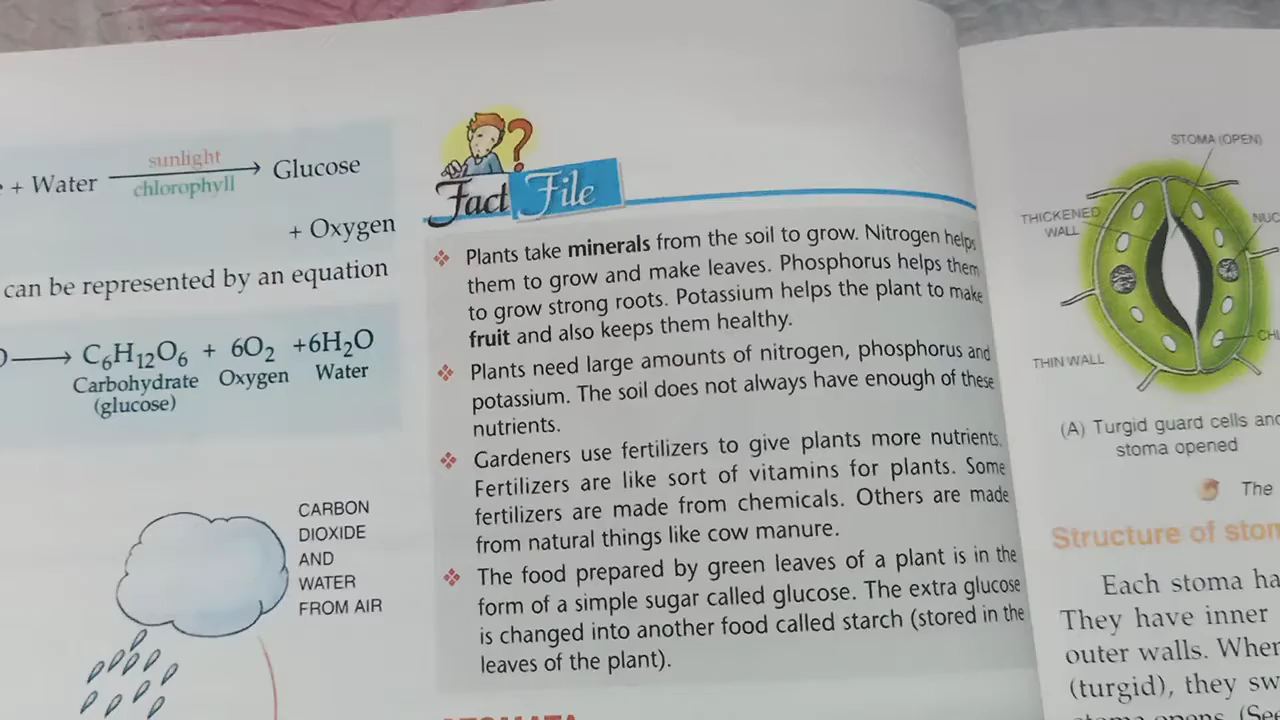 sunlight
+ Water ⟶ Glucose
chlorophyll
+ Oxygen
can be represented by an equation
⟶ C₆H₁₂O₆ + 6O₂ +6H₂O
Carbohydrate Oxygen Water
(glucose)
CARBON
DIOXIDE
AND
WATER
FROM AIR
?
Fact File
❖ Plants take minerals from the soil to grow. Nitrogen helps
them to grow and make leaves. Phosphorus helps them
to grow strong roots. Potassium helps the plant to make
fruit and also keeps them healthy.
❖ Plants need large amounts of nitrogen, phosphorus and
potassium. The soil does not always have enough of these
nutrients.
❖ Gardeners use fertilizers to give plants more nutrients.
Fertilizers are like sort of vitamins for plants. Some
fertilizers are made from chemicals. Others are made
from natural things like cow manure.
❖ The food prepared by green leaves of a plant is in the
form of a simple sugar called glucose. The extra glucose
is changed into another food called starch (stored in the
leaves of the plant).
STOMA (OPEN)
THICKENED
WALL
THIN WALL
(A) Turgid guard cells and
stoma opened
The
Structure of
Each stoma
They have inner
outer walls. When
(turgid), they